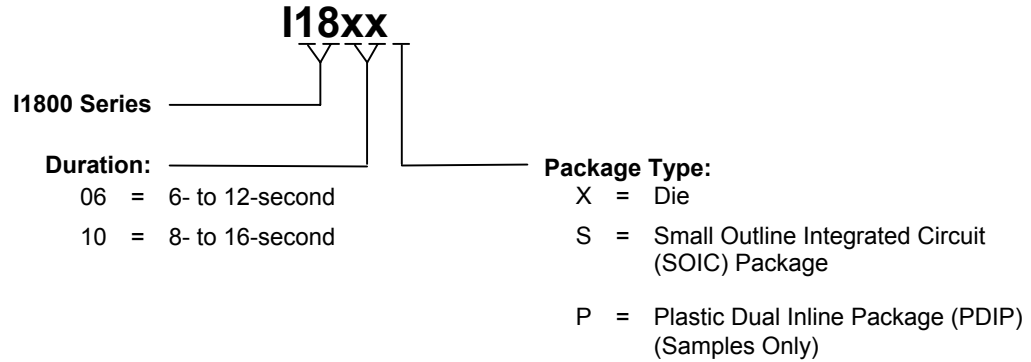 I18xx
I1800 Series
Duration:
06 = 6- to 12-second
10 = 8- to 16-second
Package Type:
X = Die
S = Small Outline Integrated Circuit
(SOIC) Package
P = Plastic Dual Inline Package (PDIP)
(Samples Only)